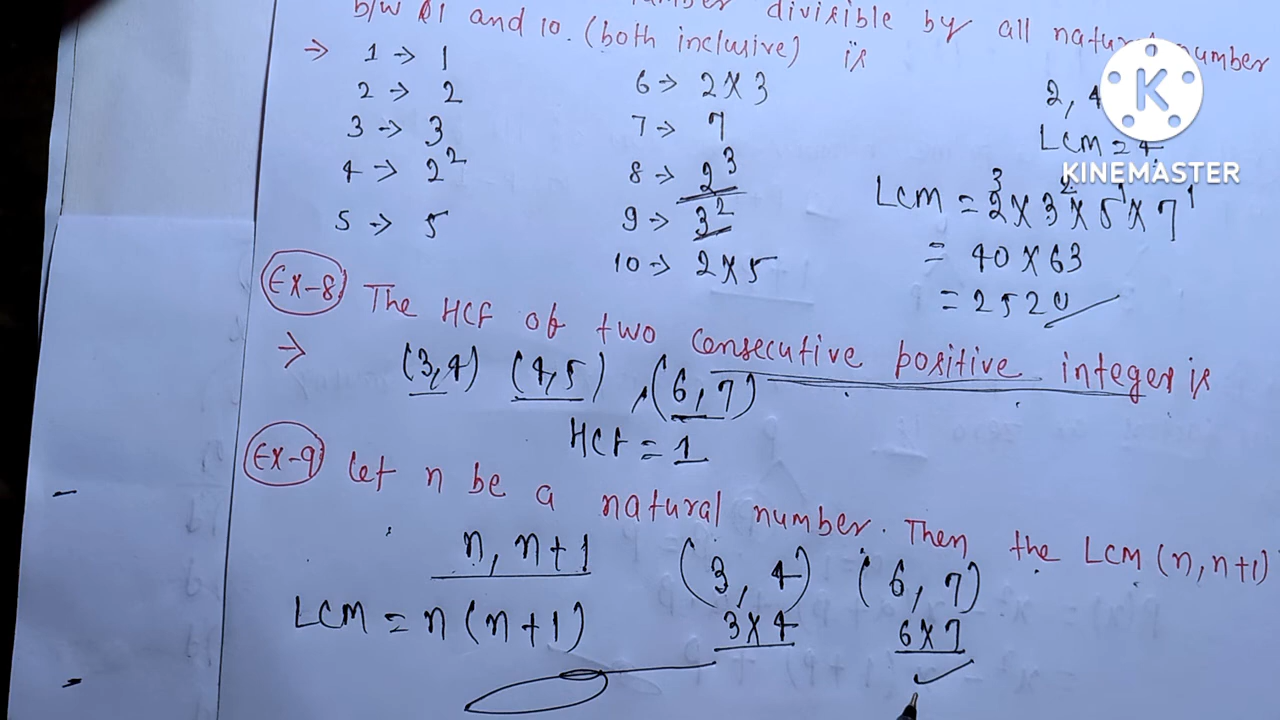 divisible by all natural number
b/w 1 and 10. (both inclusive) is
⇒ 1 → 1
2 → 2
3 → 3
4 → 2²
5 → 5
6 → 2×3
7 → 7
8 → 2³
9 → 3²
10 → 2×5
2, 4
LCM = 4
LCM = 2³×3²×5¹×7¹
= 40×63
= 2520
K
KINEMASTER
Ex-8 The HCF of two consecutive positive integer is
⇒ (3,4) (4,5), (6,7)
HCF = 1
Ex-9 Let n be a natural number. Then the LCM (n, n+1)
n, n+1 (3, 4) (6, 7)
LCM = n(n+1) 3×4 6×7